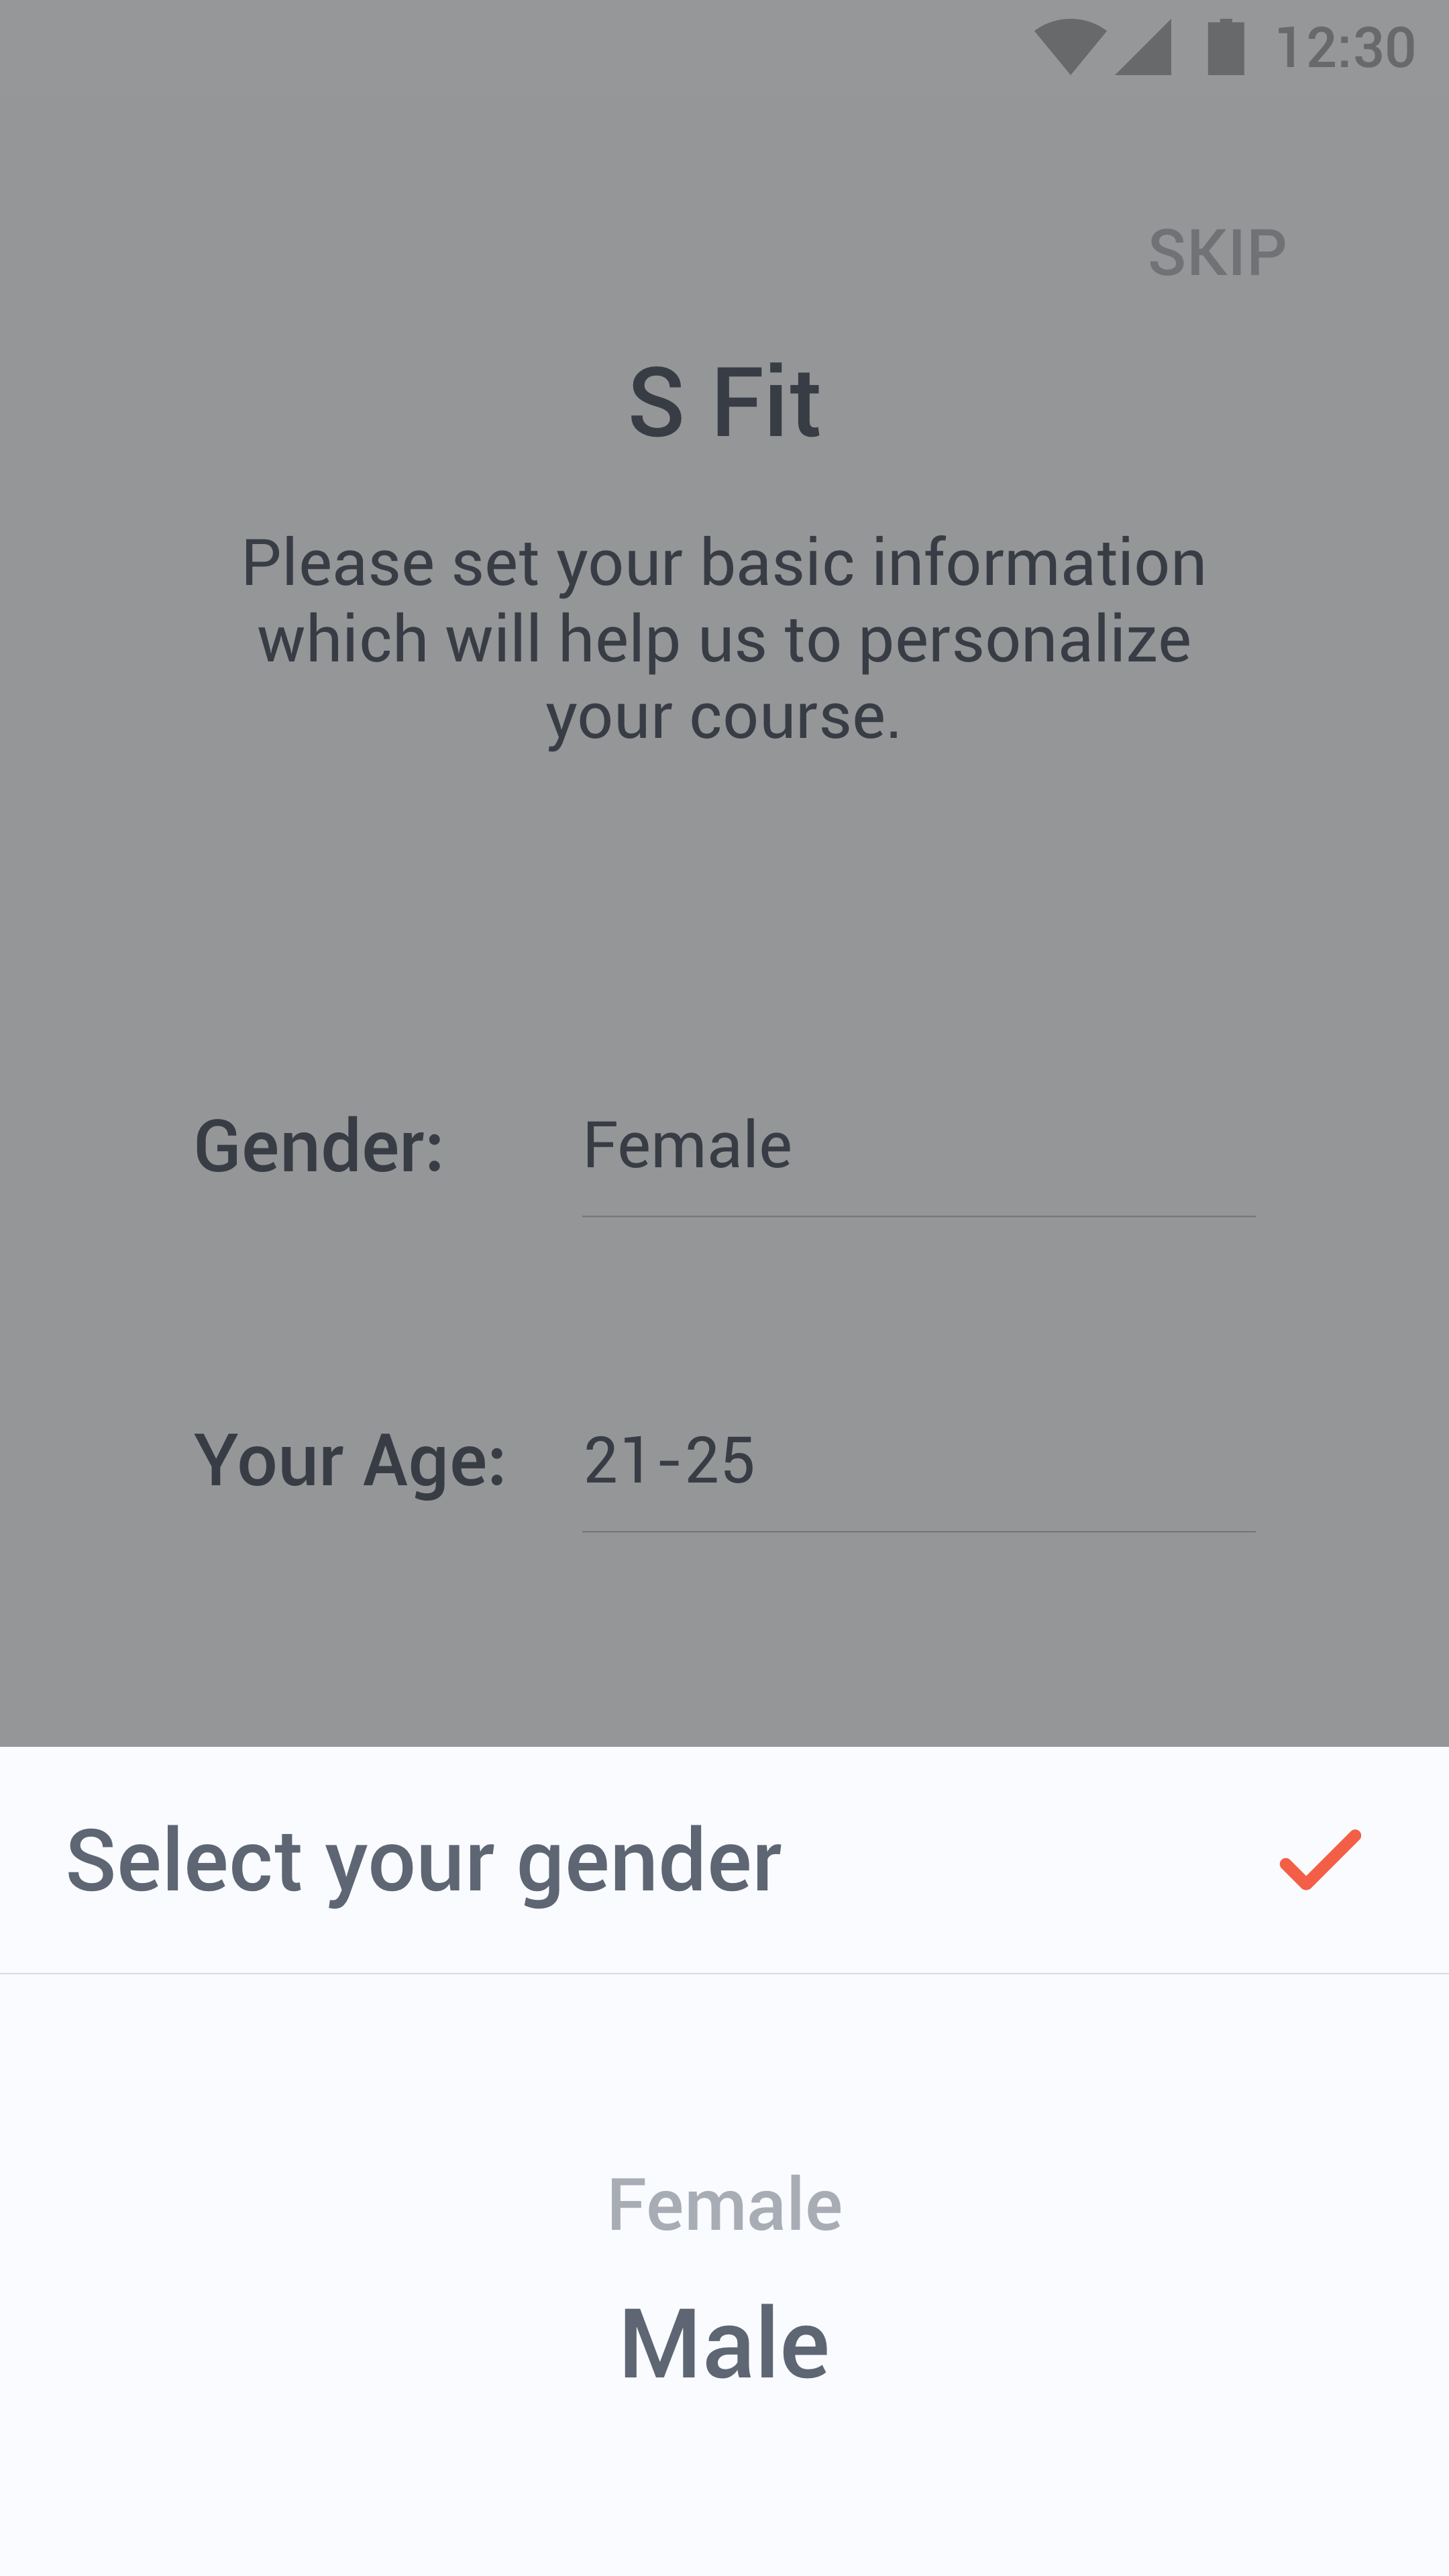 12:30
SKIP
S Fit
Please set your basic information
which will help us to personalize
your course.
Gender: Female
Your Age: 21-25
Select your gender
Female
Male